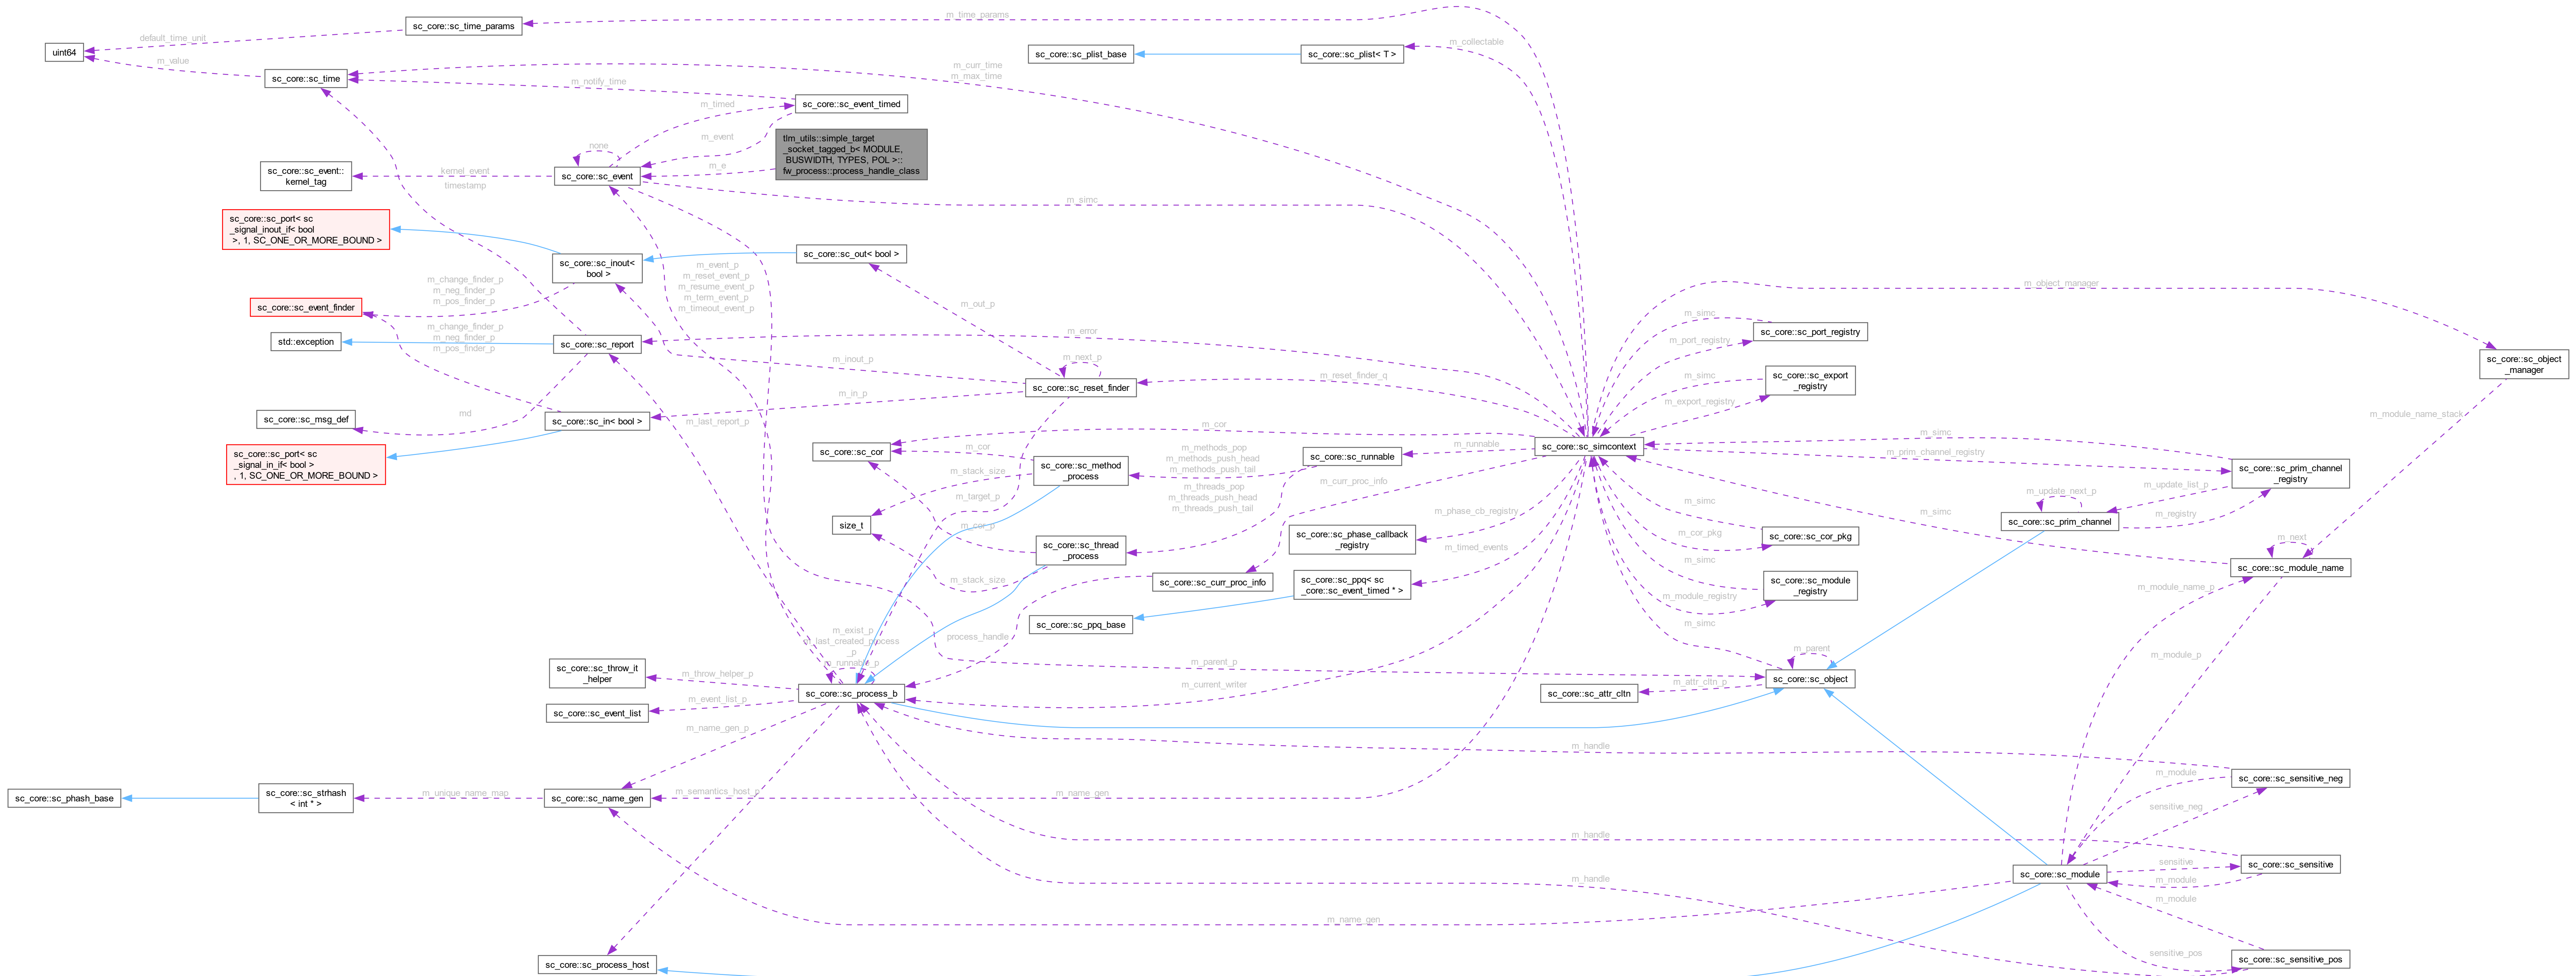 m_time_params
sc_core::sc_time_params
default_time_unit
m_collectable
uint64
sc_core::sc_plist_base
sc_core::sc_plist< T >
m_value
m_curr_time
m_max_time
sc_core::sc_time
m_notify_time
m_timed
sc_core::sc_event_timed
m_event
tlm_utils::simple_target
_socket_tagged_b< MODULE,
BUSWIDTH, TYPES, POL >::
fw_process::process_handle_class
none
m_e
kernel_event
sc_core::sc_event::
kernel_tag
sc_core::sc_event
timestamp
m_simc
sc_core::sc_port< sc
_signal_inout_if< bool
>, 1, SC_ONE_OR_MORE_BOUND >
sc_core::sc_out< bool >
sc_core::sc_inout<
bool >
m_event_p
m_reset_event_p
m_resume_event_p
m_term_event_p
m_timeout_event_p
m_change_finder_p
m_neg_finder_p
m_pos_finder_p
m_object_manager
sc_core::sc_event_finder
m_out_p
m_simc
sc_core::sc_port_registry
m_change_finder_p
m_neg_finder_p
m_pos_finder_p
m_error
m_port_registry
std::exception
sc_core::sc_report
m_inout_p
m_next_p
sc_core::sc_object
_manager
m_reset_finder_q
m_simc
sc_core::sc_export
_registry
sc_core::sc_reset_finder
m_in_p
m_export_registry
md
m_module_name_stack
sc_core::sc_msg_def
sc_core::sc_in< bool >
m_last_report_p
m_cor
m_simc
sc_core::sc_port< sc
_signal_in_if< bool >
, 1, SC_ONE_OR_MORE_BOUND >
sc_core::sc_cor
m_cor
m_methods_pop
m_methods_push_head
m_methods_push_tail
m_runnable
sc_core::sc_simcontext
m_prim_channel_registry
sc_core::sc_runnable
sc_core::sc_method
_process
m_stack_size
m_curr_proc_info
sc_core::sc_prim_channel
_registry
m_update_list_p
m_threads_pop
m_threads_push_head
m_threads_push_tail
m_target_p
m_update_next_p
m_simc
m_phase_cb_registry
m_simc
m_registry
size_t
m_cor_p
sc_core::sc_prim_channel
sc_core::sc_phase_callback
_registry
m_cor_pkg
sc_core::sc_cor_pkg
sc_core::sc_thread
_process
m_timed_events
m_next
m_simc
sc_core::sc_module_name
m_stack_size
sc_core::sc_curr_proc_info
sc_core::sc_ppq< sc
_core::sc_event_timed * >
sc_core::sc_module
_registry
m_module_registry
m_module_name_p
sc_core::sc_ppq_base
m_simc
process_handle
m_exist_p
m_last_created_process
_p
m_runnable_p
m_parent
m_module_p
m_parent_p
sc_core::sc_throw_it
_helper
m_throw_helper_p
sc_core::sc_object
m_current_writer
m_attr_cltn_p
sc_core::sc_process_b
sc_core::sc_attr_cltn
m_event_list_p
sc_core::sc_event_list
m_name_gen_p
m_handle
m_module
sc_core::sc_sensitive_neg
m_semantics_host_p
m_name_gen
m_unique_name_map
sc_core::sc_phash_base
sc_core::sc_strhash
< int * >
sc_core::sc_name_gen
sensitive_neg
m_handle
sensitive
sc_core::sc_sensitive
sc_core::sc_module
m_module
m_handle
m_module
m_name_gen
sensitive_pos
sc_core::sc_sensitive_pos
sc_core::sc_process_host